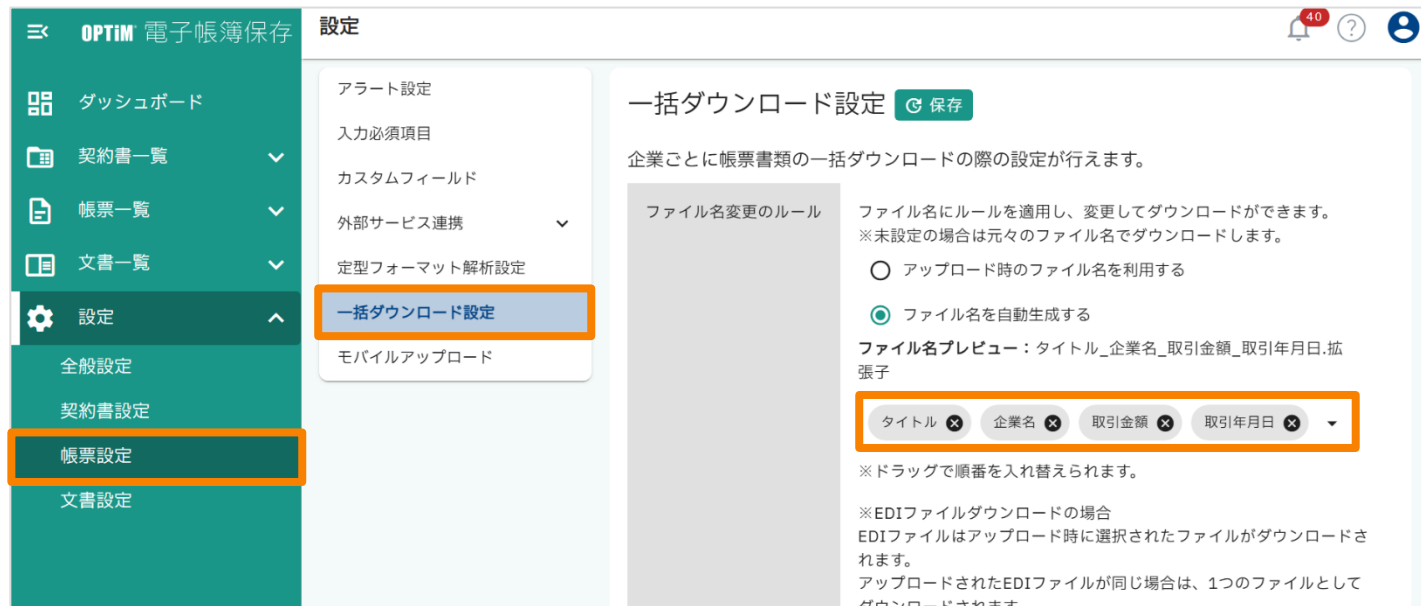 OPTiM 電子帳簿保存
設定
40
ダッシュボード
契約書一覧
帳票一覧
文書一覧
設定
全般設定
契約書設定
帳票設定
文書設定
アラート設定
入力必須項目
カスタムフィールド
外部サービス連携
定型フォーマット解析設定
一括ダウンロード設定
モバイルアップロード
一括ダウンロード設定 保存
企業ごとに帳票書類の一括ダウンロードの際の設定が行えます。
ファイル名変更のルール
ファイル名にルールを適用し、変更してダウンロードができます。
※未設定の場合は元々のファイル名でダウンロードします。
アップロード時のファイル名を利用する
ファイル名を自動生成する
ファイル名プレビュー：タイトル_企業名_取引金額_取引年月日.拡
張子
タイトル 企業名 取引金額 取引年月日
※ドラッグで順番を入れ替えられます。
※EDIファイルダウンロードの場合
EDIファイルはアップロード時に選択されたファイルがダウンロードさ
れます。
アップロードされたEDIファイルが同じ場合は、1つのファイルとして
ダウンロードされます。